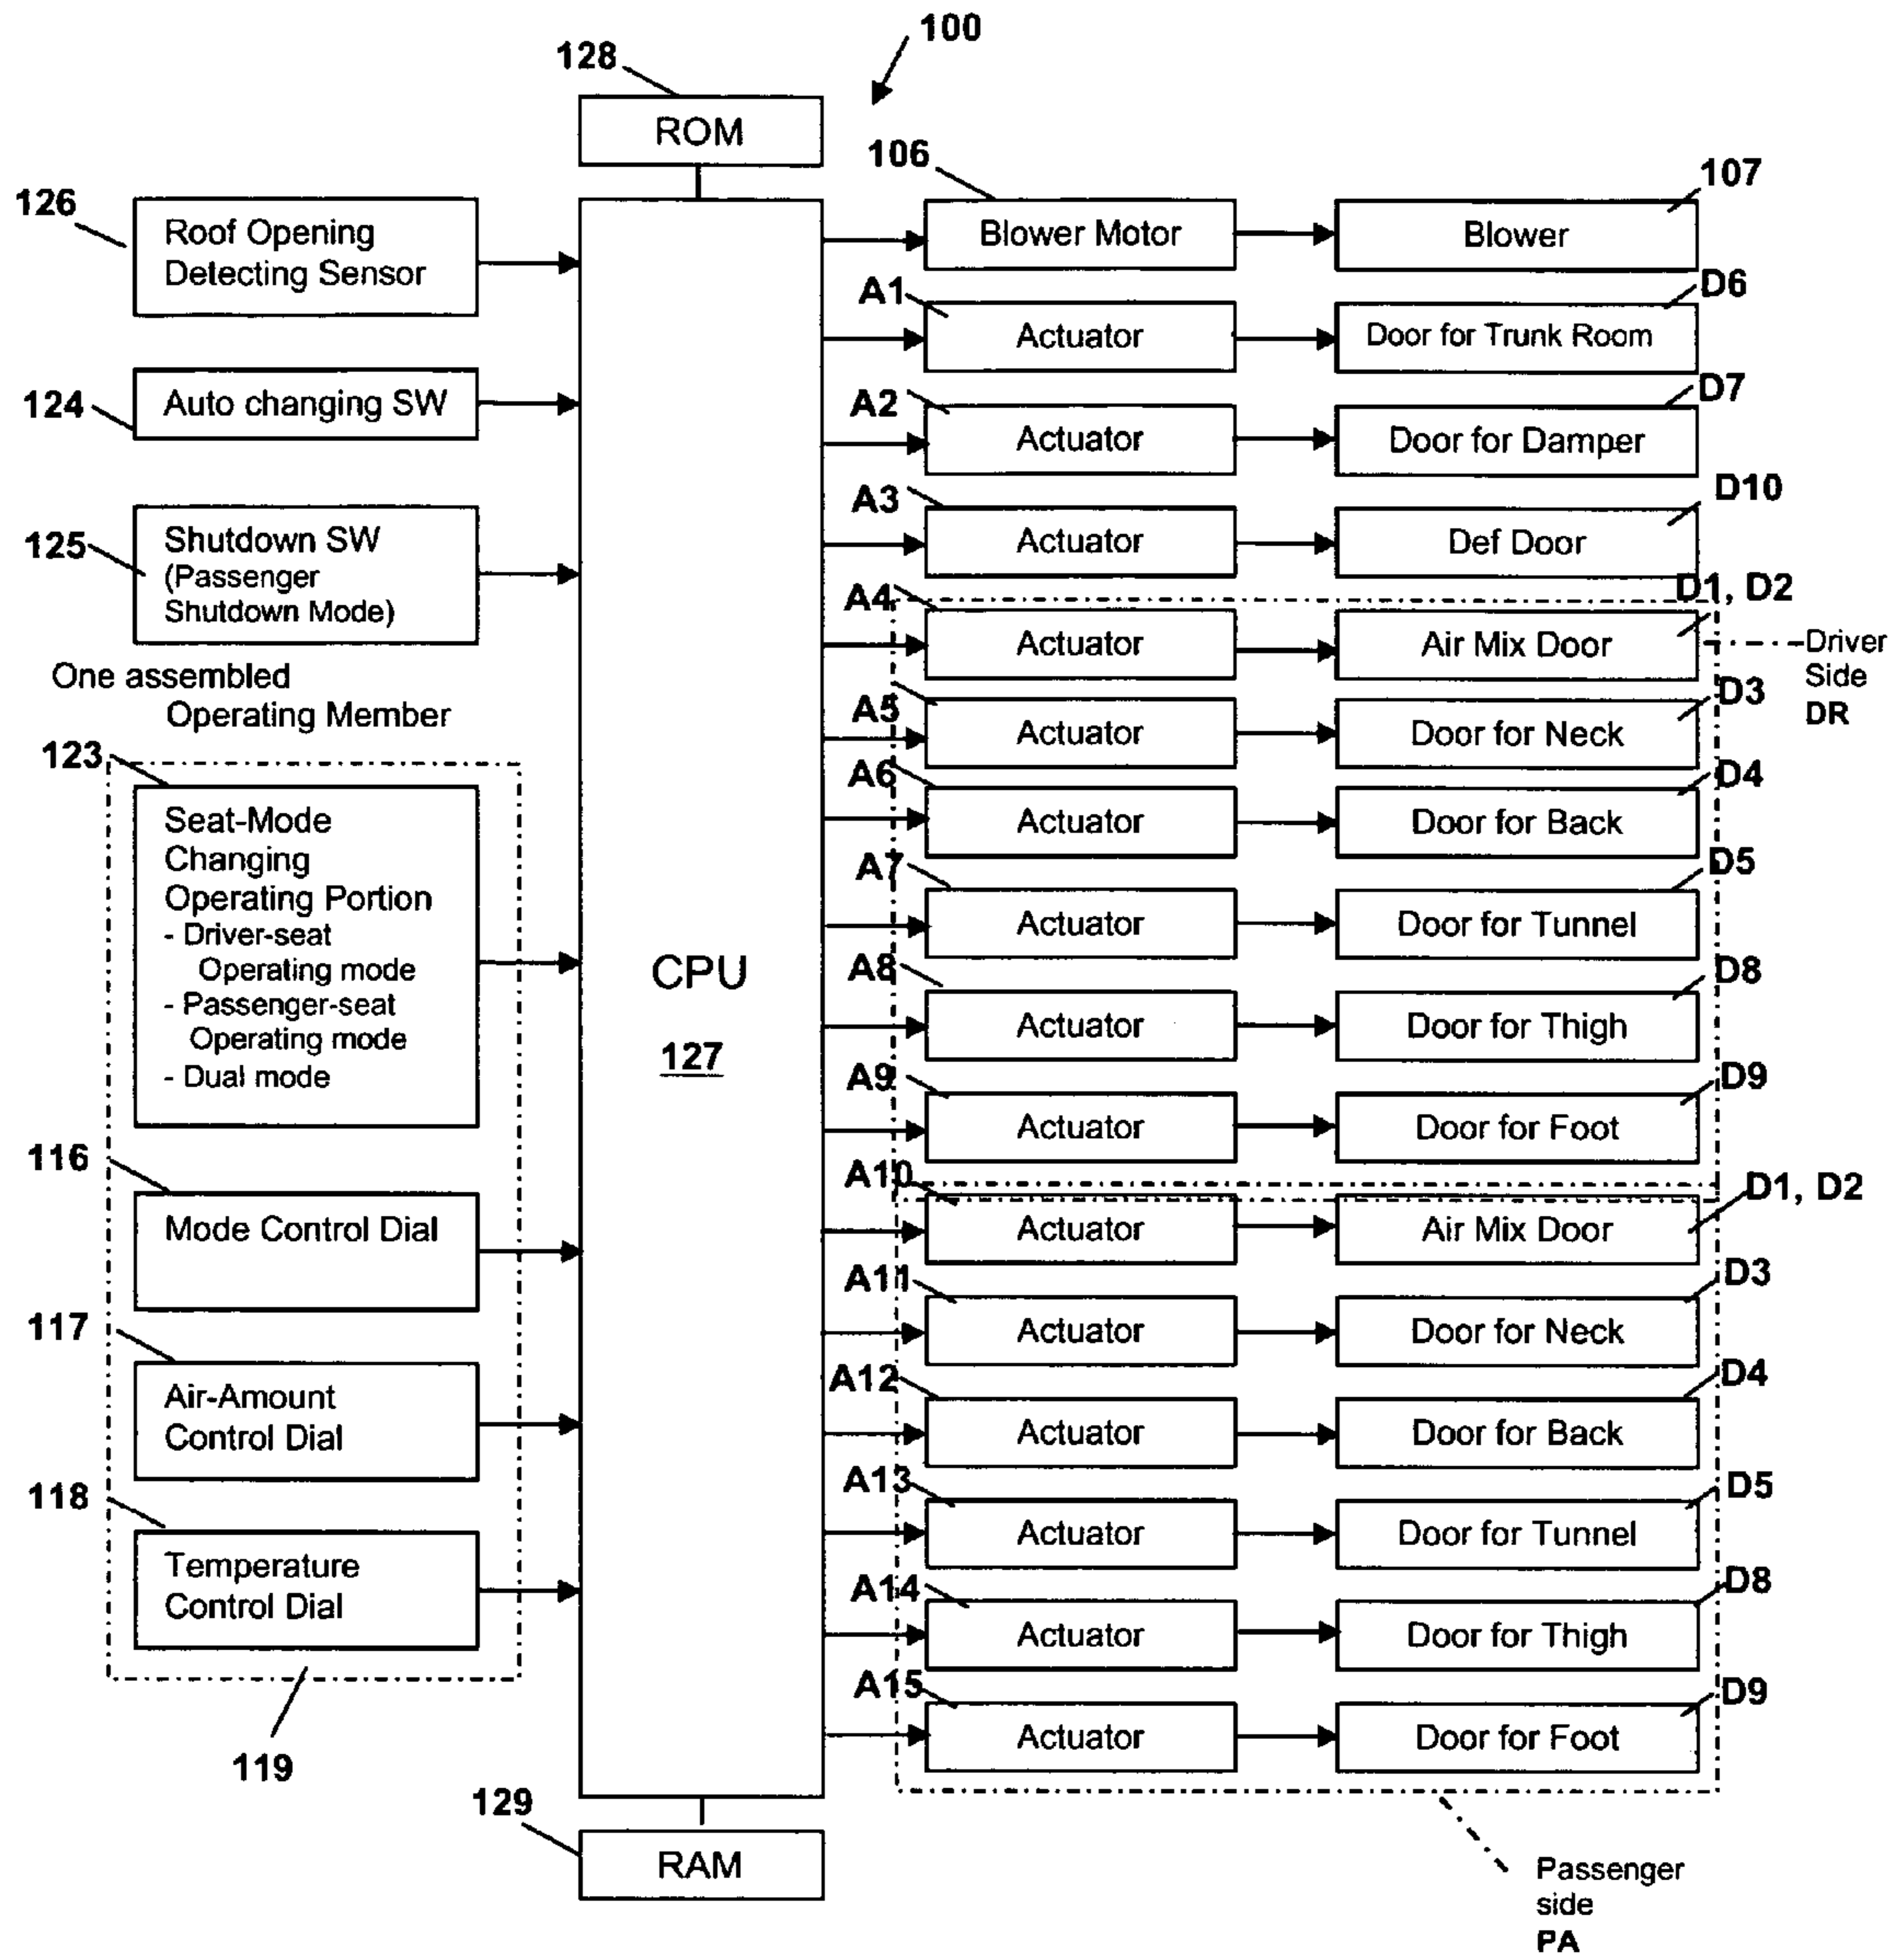 100
128
ROM
126
Roof Opening
Detecting Sensor
124
Auto changing SW
125
Shutdown SW
(Passenger
Shutdown Mode)
One assembled
Operating Member
123
Seat-Mode
Changing
Operating Portion
- Driver-seat
Operating mode
- Passenger-seat
Operating mode
- Dual mode
116
Mode Control Dial
117
Air-Amount
Control Dial
118
Temperature
Control Dial
119
CPU
127
129
RAM
106
Blower Motor
107
Blower
A1
Actuator
D6
Door for Trunk Room
A2
Actuator
D7
Door for Damper
A3
Actuator
D10
Def Door
A4
Actuator
D1, D2
Air Mix Door
Driver
Side
DR
A5
Actuator
D3
Door for Neck
A6
Actuator
D4
Door for Back
A7
Actuator
D5
Door for Tunnel
A8
Actuator
D8
Door for Thigh
A9
Actuator
D9
Door for Foot
A10
Actuator
D1, D2
Air Mix Door
A11
Actuator
D3
Door for Neck
A12
Actuator
D4
Door for Back
A13
Actuator
D5
Door for Tunnel
A14
Actuator
D8
Door for Thigh
A15
Actuator
D9
Door for Foot
Passenger
side
PA